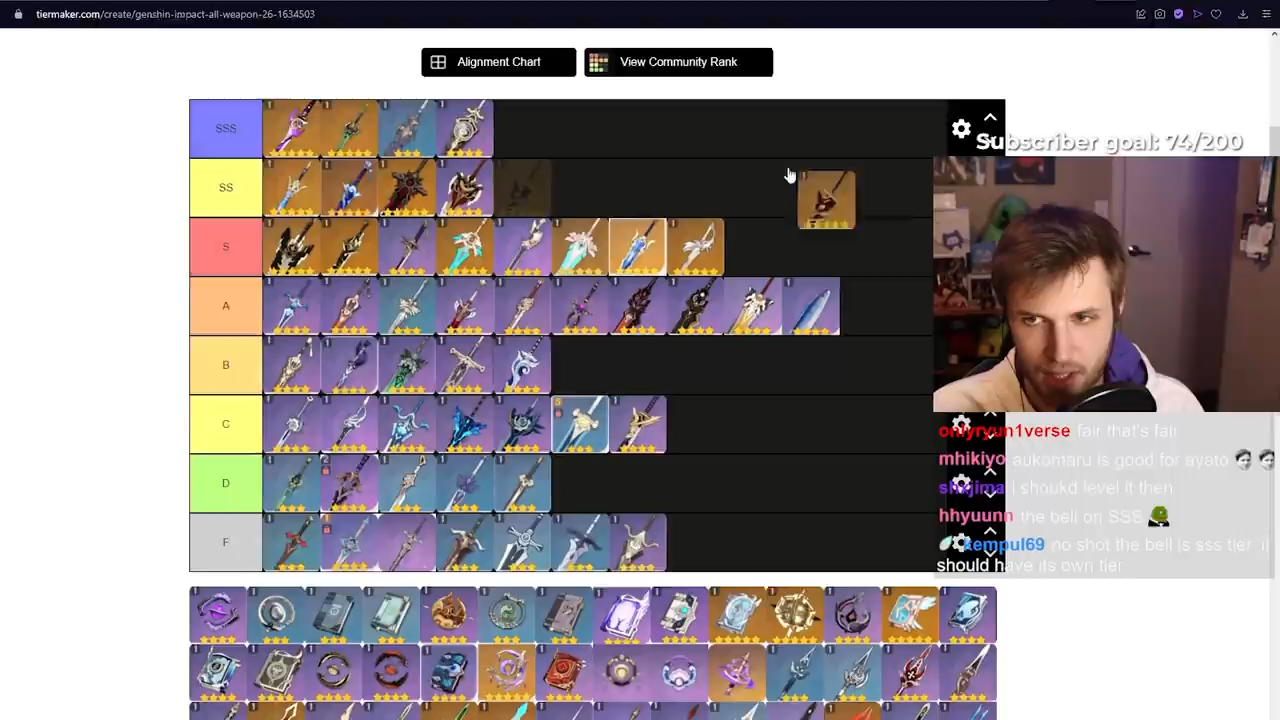 tiermaker.com/create/genshin-impact-all-weapon-26-1634503
Alignment Chart
View Community Rank
SSS
SS
S
A
B
C
D
F
Subscriber goal: 74/200
onlyryun1verse fair that's fair
mhikiyo aukontaru is good for ayato
i shoukd level it then
hhyuunn the bell on SSS
kempul69 no shot the bell is sss tier it
should have its own tier